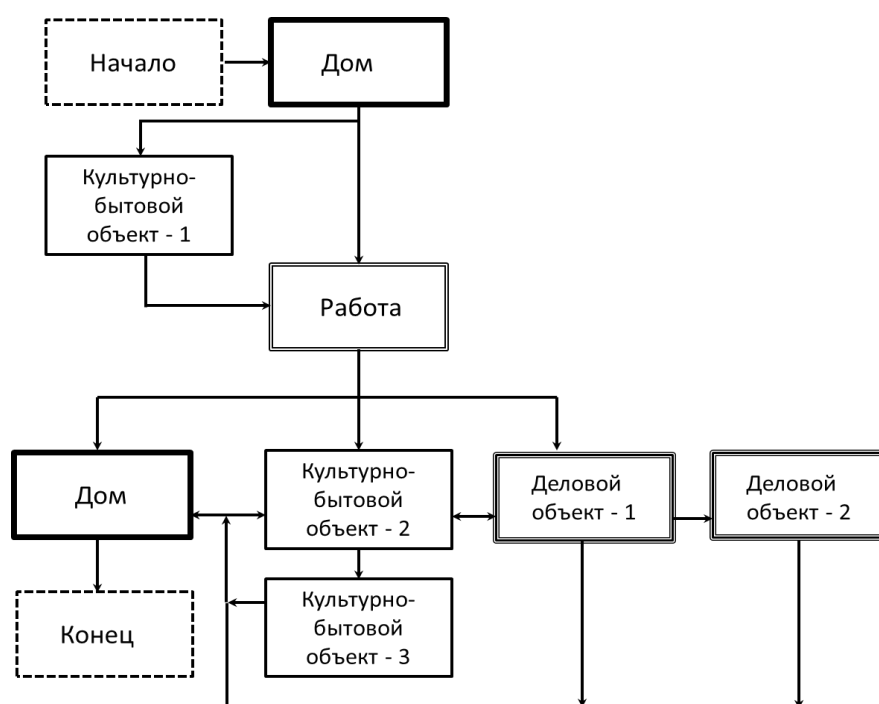 Начало
Дом
Культурно-
бытовой
объект - 1
Работа
Дом
Культурно-
бытовой
объект - 2
Деловой
объект - 1
Деловой
объект - 2
Конец
Культурно-
бытовой
объект - 3